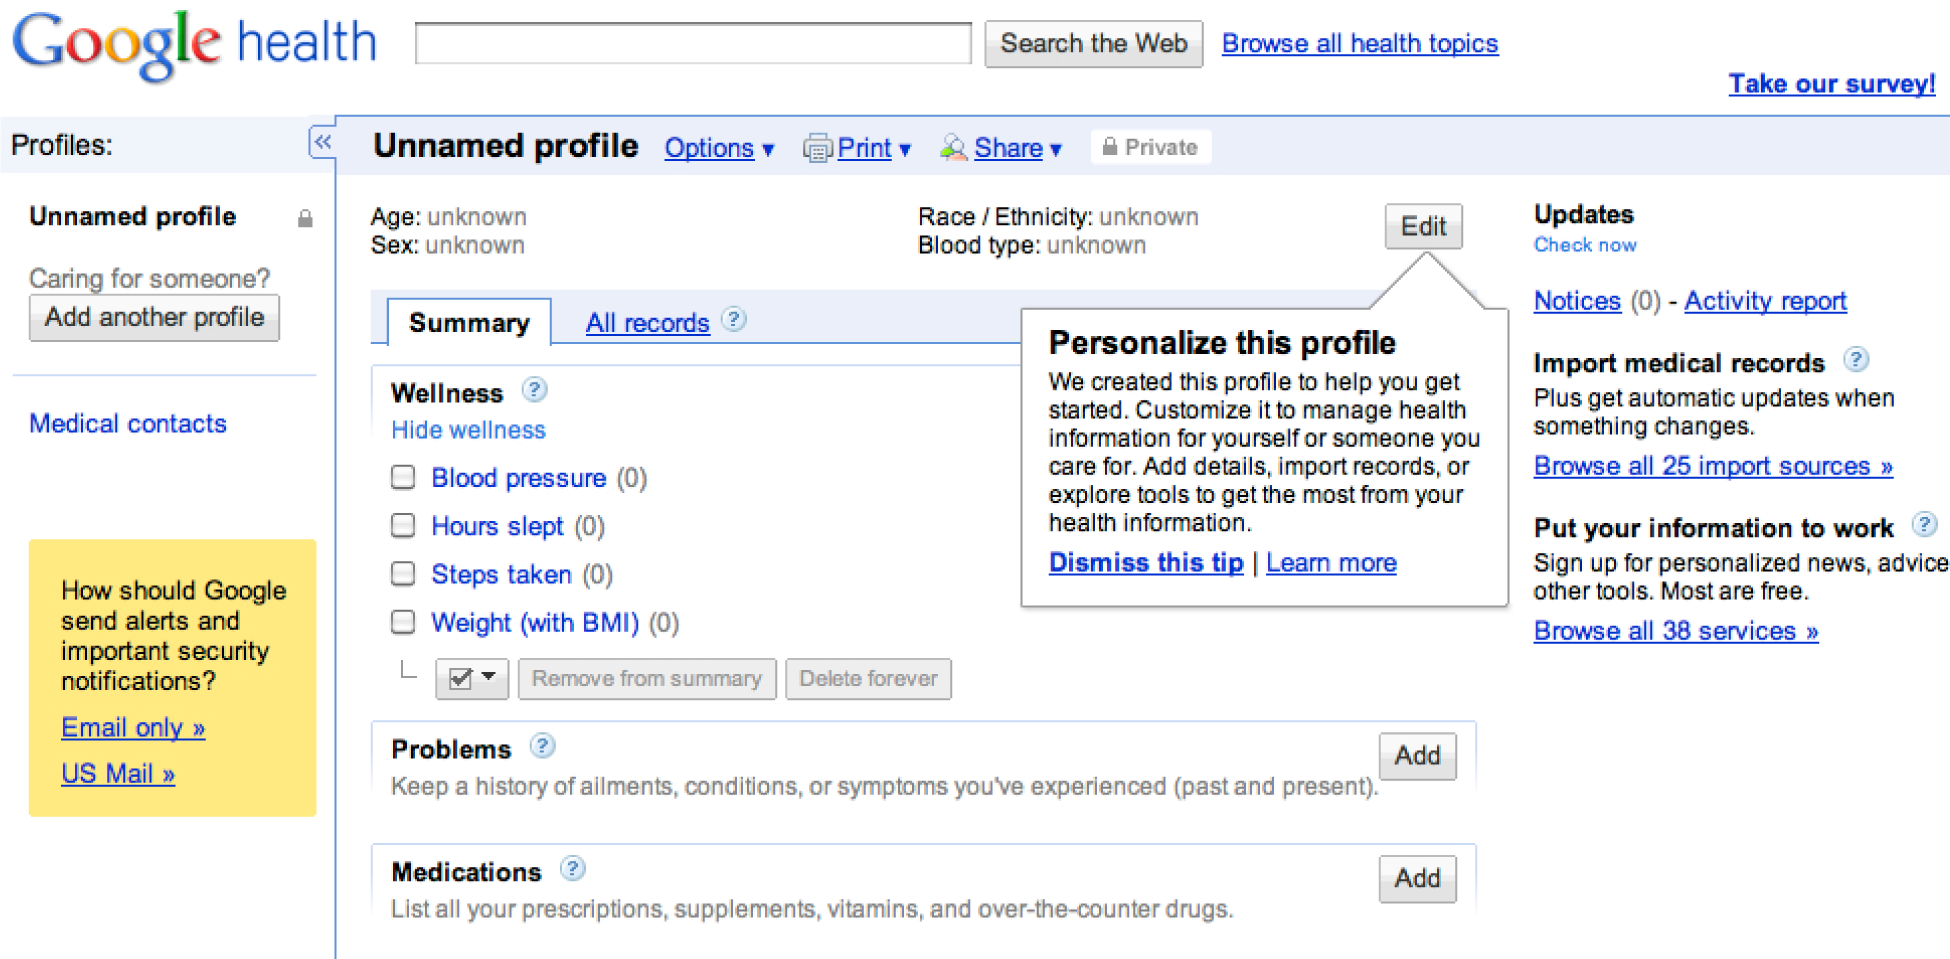 Google health
Search the Web
Browse all health topics
Take our survey!
Profiles:
«
Unnamed profile
Options ▼
Print ▼
Share ▼
Private
Unnamed profile
Caring for someone?
Add another profile
Medical contacts
How should Google
send alerts and
important security
notifications?
Email only »
US Mail »
Age: unknown
Sex: unknown
Race / Ethnicity: unknown
Blood type: unknown
Edit
Summary
All records ?
Wellness ?
Hide wellness
Blood pressure (0)
Hours slept (0)
Steps taken (0)
Weight (with BMI) (0)
Remove from summary
Delete forever
Personalize this profile
We created this profile to help you get
started. Customize it to manage health
information for yourself or someone you
care for. Add details, import records, or
explore tools to get the most from your
health information.
Dismiss this tip | Learn more
Problems ?
Add
Keep a history of ailments, conditions, or symptoms you've experienced (past and present).
Medications ?
Add
List all your prescriptions, supplements, vitamins, and over-the-counter drugs.
Updates
Check now
Notices (0) - Activity report
Import medical records ?
Plus get automatic updates when
something changes.
Browse all 25 import sources »
Put your information to work ?
Sign up for personalized news, advice
other tools. Most are free.
Browse all 38 services »